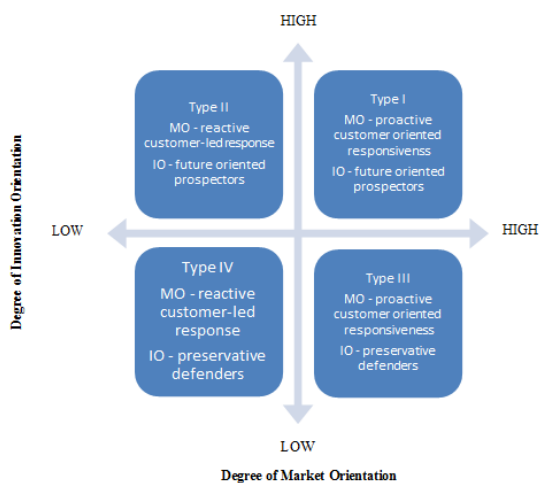 HIGH
Type II
MO - reactive
customer-led response
IO - future oriented
prospectors
Type I
MO - proactive
customer oriented
responsivenss
IO - future oriented
prospectors
Degree of Innovation Orientation
LOW
HIGH
Type IV
MO - reactive
customer-led
response
IO - preservative
defenders
Type III
MO - proactive
customer oriented
responsiveness
IO - preservative
defenders
LOW
Degree of Market Orientation